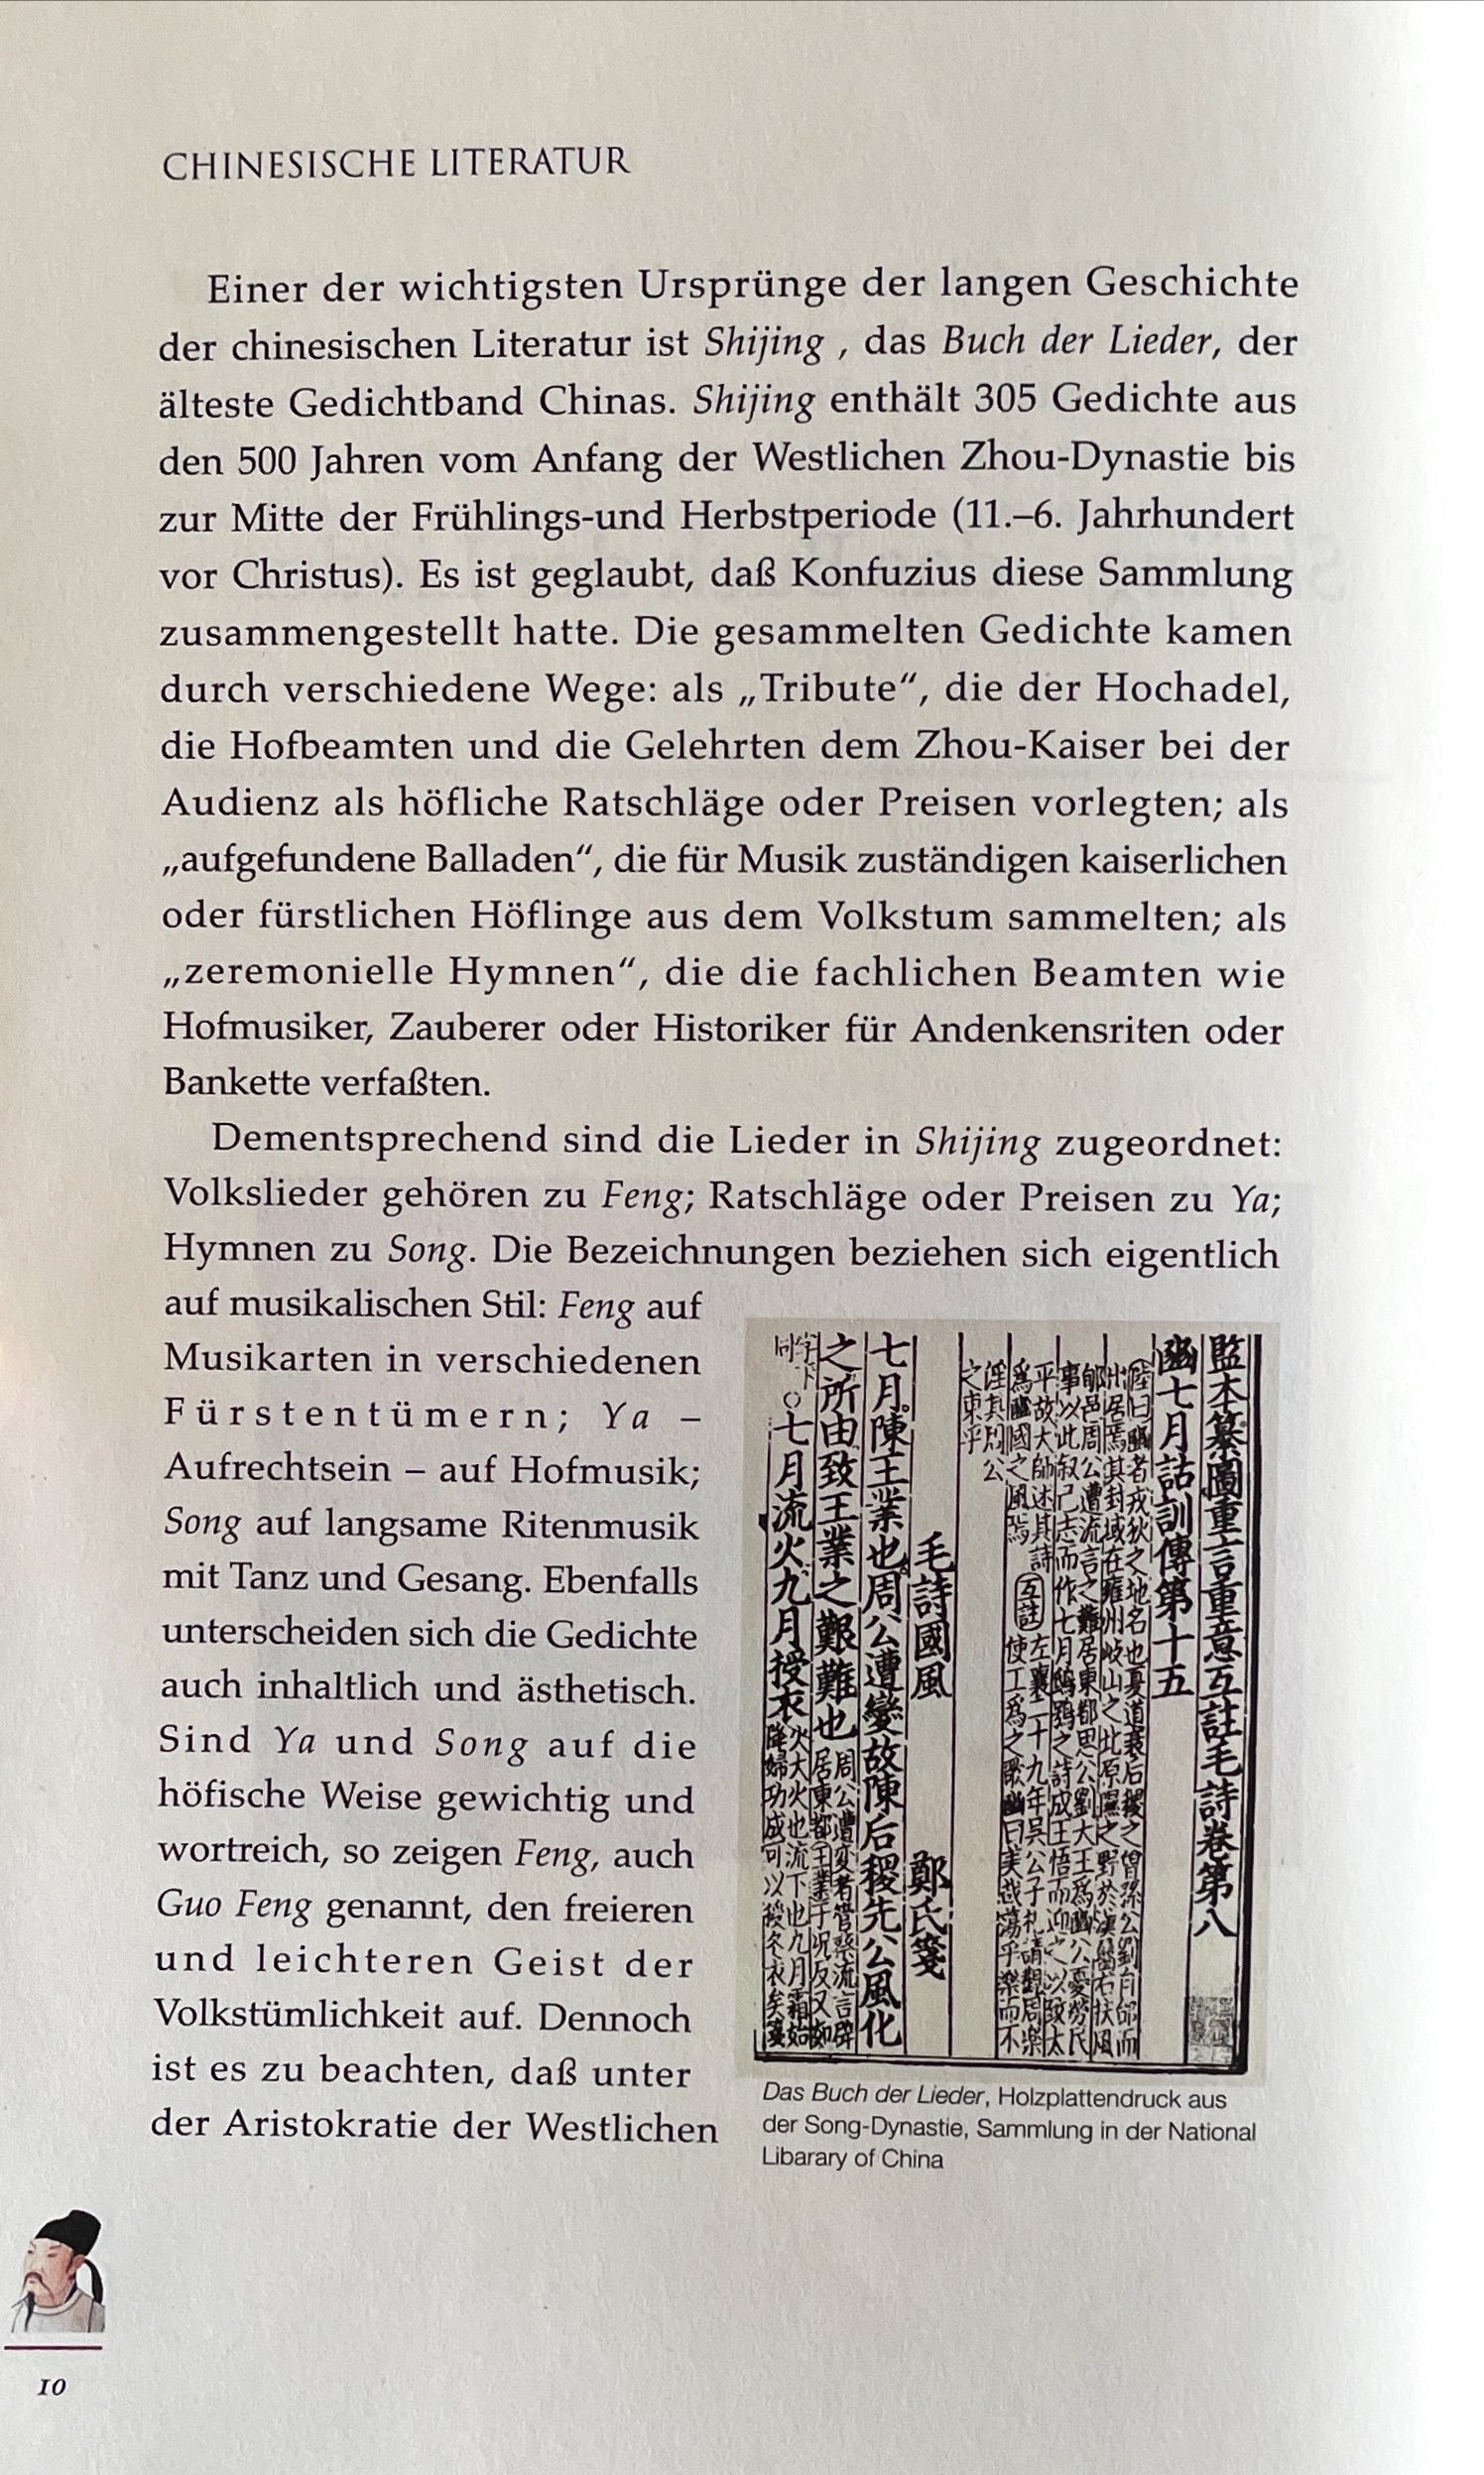 CHINESISCHE LITERATUR
Einer der wichtigsten Ursprünge der langen Geschichte
der chinesischen Literatur ist Shijing , das Buch der Lieder, der
älteste Gedichtband Chinas. Shijing enthält 305 Gedichte aus
den 500 Jahren vom Anfang der Westlichen Zhou-Dynastie bis
zur Mitte der Frühlings-und Herbstperiode (11.–6. Jahrhundert
vor Christus). Es ist geglaubt, daß Konfuzius diese Sammlung
zusammengestellt hatte. Die gesammelten Gedichte kamen
durch verschiedene Wege: als „Tribute“, die der Hochadel,
die Hofbeamten und die Gelehrten dem Zhou-Kaiser bei der
Audienz als höfliche Ratschläge oder Preisen vorlegten; als
„aufgefundene Balladen“, die für Musik zuständigen kaiserlichen
oder fürstlichen Höflinge aus dem Volkstum sammelten; als
„zeremonielle Hymnen“, die die fachlichen Beamten wie
Hofmusiker, Zauberer oder Historiker für Andenkensriten oder
Bankette verfaßten.
Dementsprechend sind die Lieder in Shijing zugeordnet:
Volkslieder gehören zu Feng; Ratschläge oder Preisen zu Ya;
Hymnen zu Song. Die Bezeichnungen beziehen sich eigentlich
auf musikalischen Stil: Feng auf
Musikarten in verschiedenen
Fürstentümern; Ya –
Aufrechtsein – auf Hofmusik;
Song auf langsame Ritenmusik
mit Tanz und Gesang. Ebenfalls
unterscheiden sich die Gedichte
auch inhaltlich und ästhetisch.
Sind Ya und Song auf die
höfische Weise gewichtig und
wortreich, so zeigen Feng, auch
Guo Feng genannt, den freieren
und leichteren Geist der
Volkstümlichkeit auf. Dennoch
ist es zu beachten, daß unter
der Aristokratie der Westlichen
監本纂圖重言重意互註毛詩卷第八
豳七月詁訓傳第十五
毛詩國風 鄭氏箋
七月陳王業也周公遭變故陳后稷先公風化
之所由致王業之艱難也
七月流火九月授衣
Das Buch der Lieder, Holzplattendruck aus
der Song-Dynastie, Sammlung in der National
Libarary of China
10